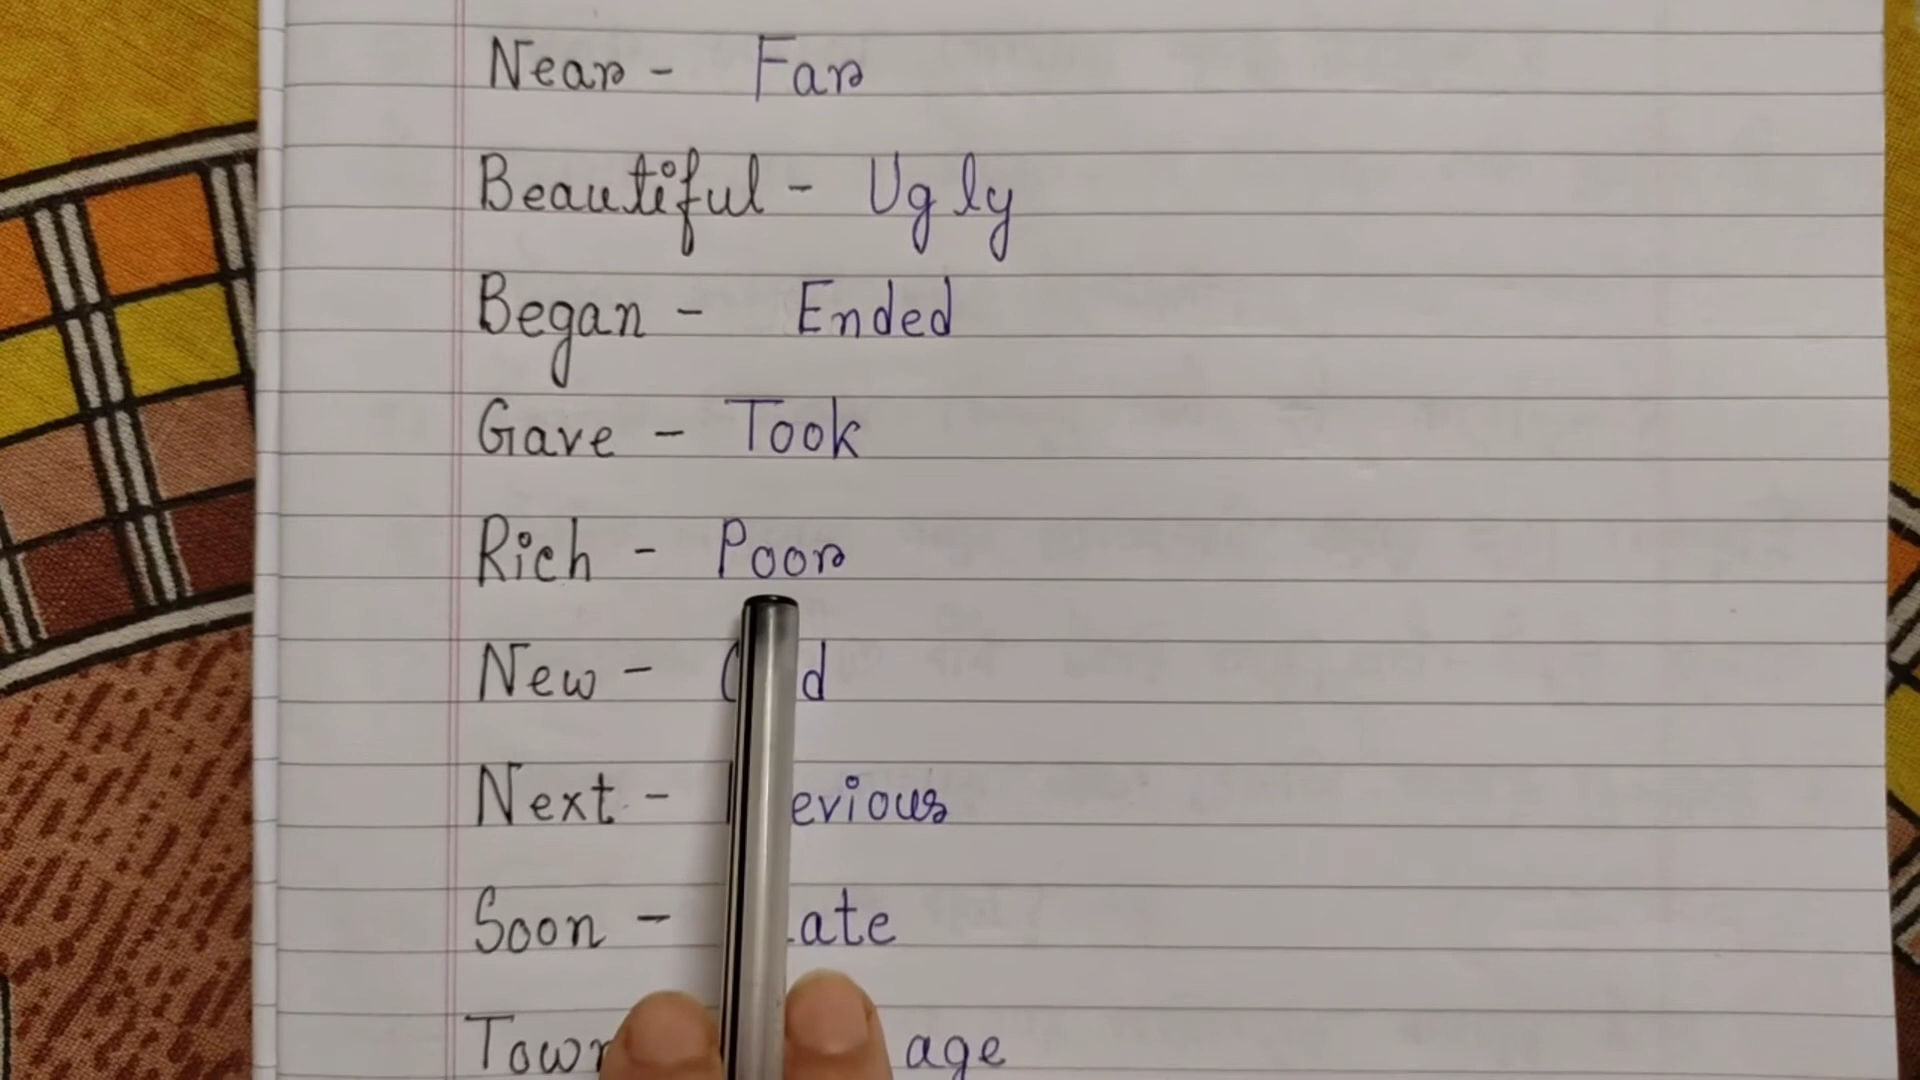 Near - Far
Beautiful - Ugly
Began - Ended
Gave - Took
Rich - Poor
New -
Next -
Soon -